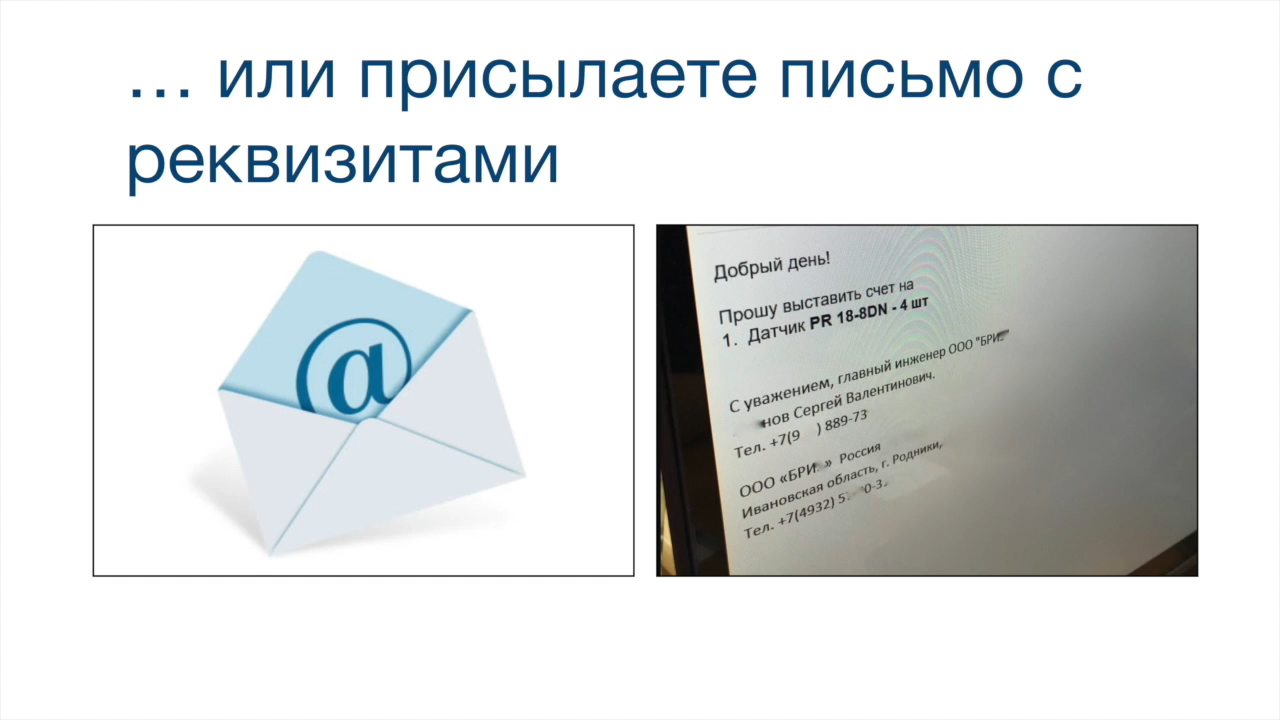 ... или присылаете письмо с
реквизитами
@
Добрый день!
Прошу выставить счет на
1. Датчик PR 18-8DN - 4 шт
С уважением, главный инженер ООО "БРИ
нов Сергей Валентинович.
Тел. +7(9 ) 889-73
ООО «БРИ » Россия
Ивановская область, г. Родники,
Тел. +7(4932) 5 0-3